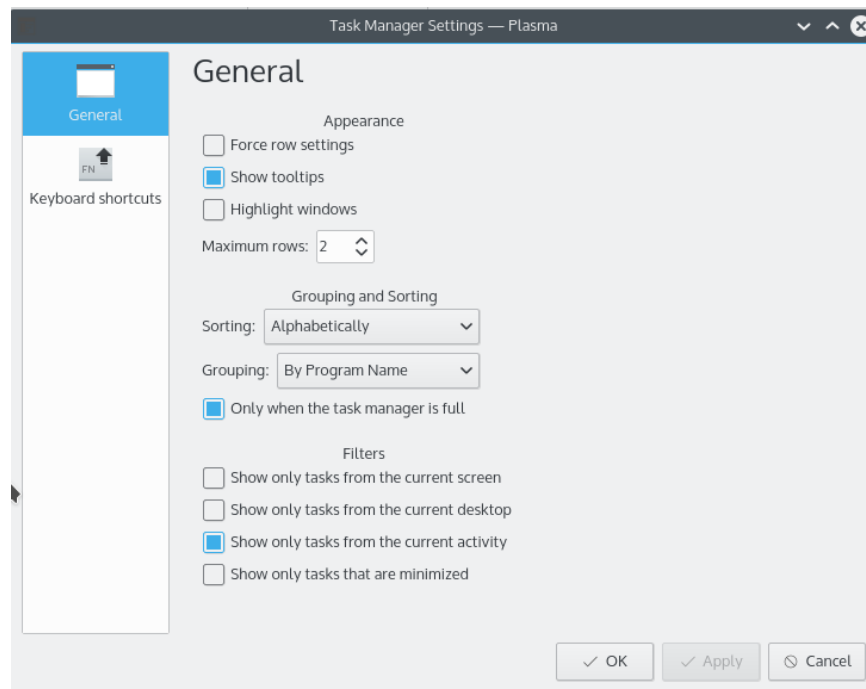 Task Manager Settings — Plasma
General
General
FN
Keyboard shortcuts
Appearance
Force row settings
Show tooltips
Highlight windows
Maximum rows: 2
Grouping and Sorting
Sorting: Alphabetically
Grouping: By Program Name
Only when the task manager is full
Filters
Show only tasks from the current screen
Show only tasks from the current desktop
Show only tasks from the current activity
Show only tasks that are minimized
OK Apply Cancel